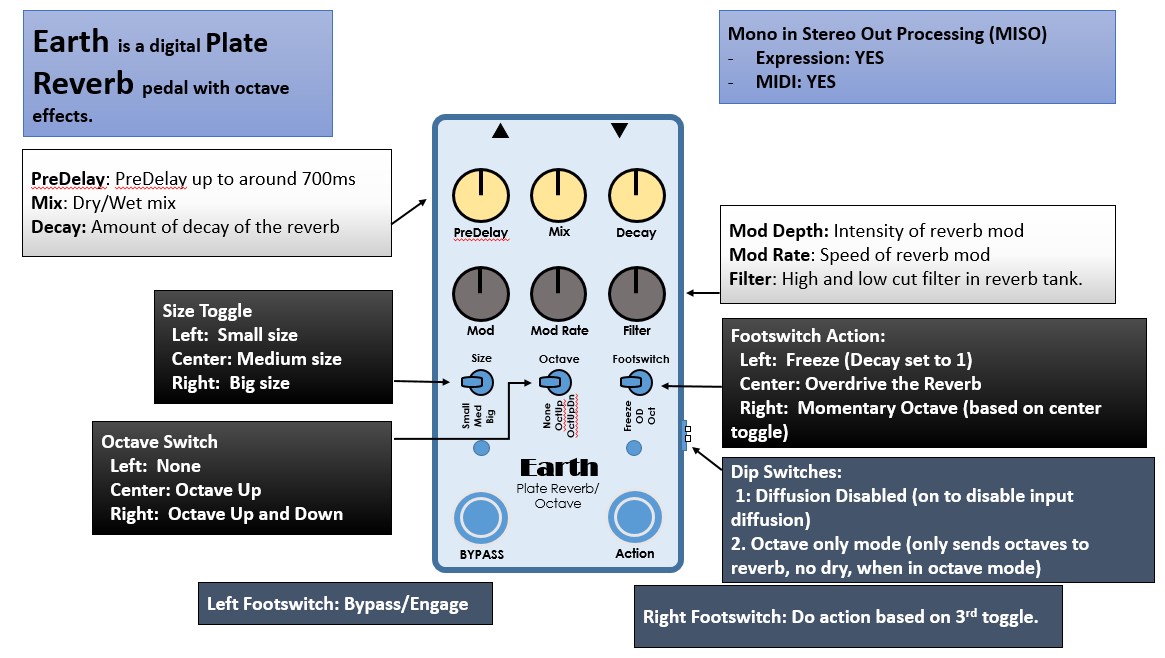 Earth is a digital Plate
Reverb pedal with octave
effects.
Mono in Stereo Out Processing (MISO)
- Expression: YES
- MIDI: YES
PreDelay: PreDelay up to around 700ms
Mix: Dry/Wet mix
Decay: Amount of decay of the reverb
PreDelay
Mix
Decay
Mod Depth: Intensity of reverb mod
Mod Rate: Speed of reverb mod
Filter: High and low cut filter in reverb tank.
Mod
Mod Rate
Filter
Size Toggle
Left: Small size
Center: Medium size
Right: Big size
Size
Octave
Footswitch
Small
Med
Big
None
OctUp
OctUpDn
Freeze
OD
Oct
Footswitch Action:
Left: Freeze (Decay set to 1)
Center: Overdrive the Reverb
Right: Momentary Octave (based on center
toggle)
Octave Switch
Left: None
Center: Octave Up
Right: Octave Up and Down
Earth
Plate Reverb/
Octave
BYPASS
Action
Dip Switches:
1: Diffusion Disabled (on to disable input
diffusion)
2. Octave only mode (only sends octaves to
reverb, no dry, when in octave mode)
Left Footswitch: Bypass/Engage
Right Footswitch: Do action based on 3rd toggle.